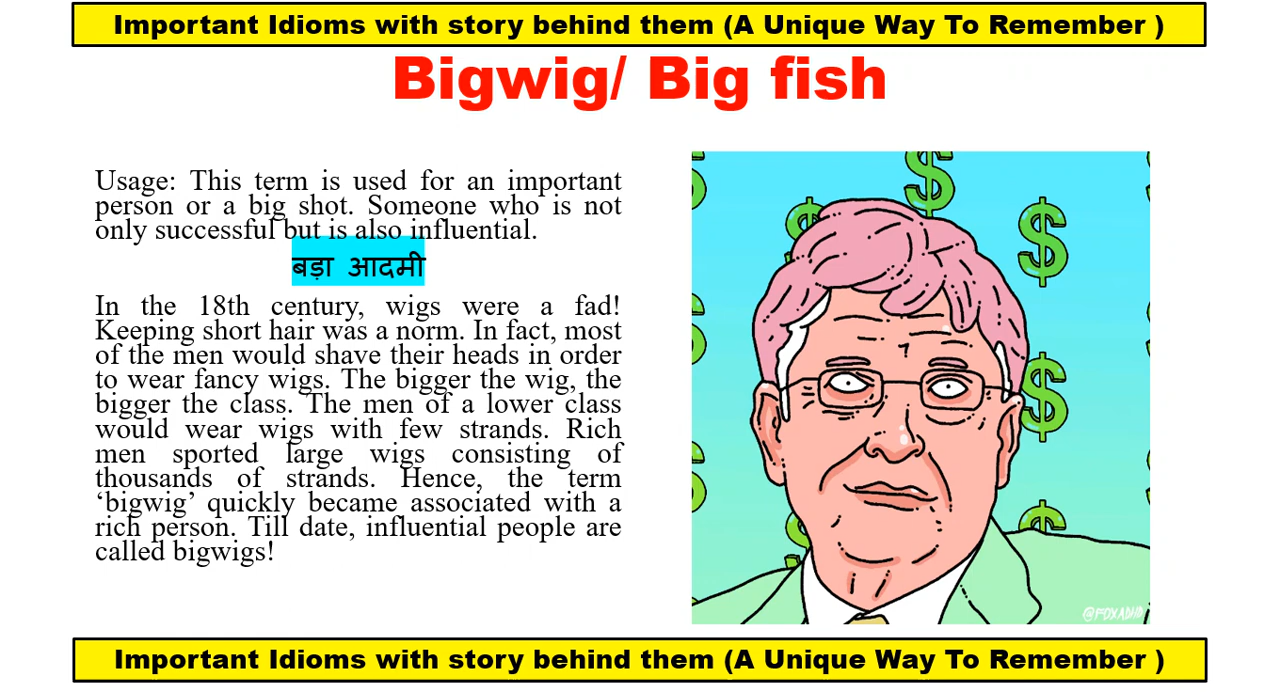 Important Idioms with story behind them (A Unique Way To Remember )
Bigwig/ Big fish
Usage: This term is used for an important
person or a big shot. Someone who is not
only successful but is also influential.
बड़ा आदमी
In the 18th century, wigs were a fad!
Keeping short hair was a norm. In fact, most
of the men would shave their heads in order
to wear fancy wigs. The bigger the wig, the
bigger the class. The men of a lower class
would wear wigs with few strands. Rich
men sported large wigs consisting of
thousands of strands. Hence, the term
‘bigwig’ quickly became associated with a
rich person. Till date, influential people are
called bigwigs!
Important Idioms with story behind them (A Unique Way To Remember )